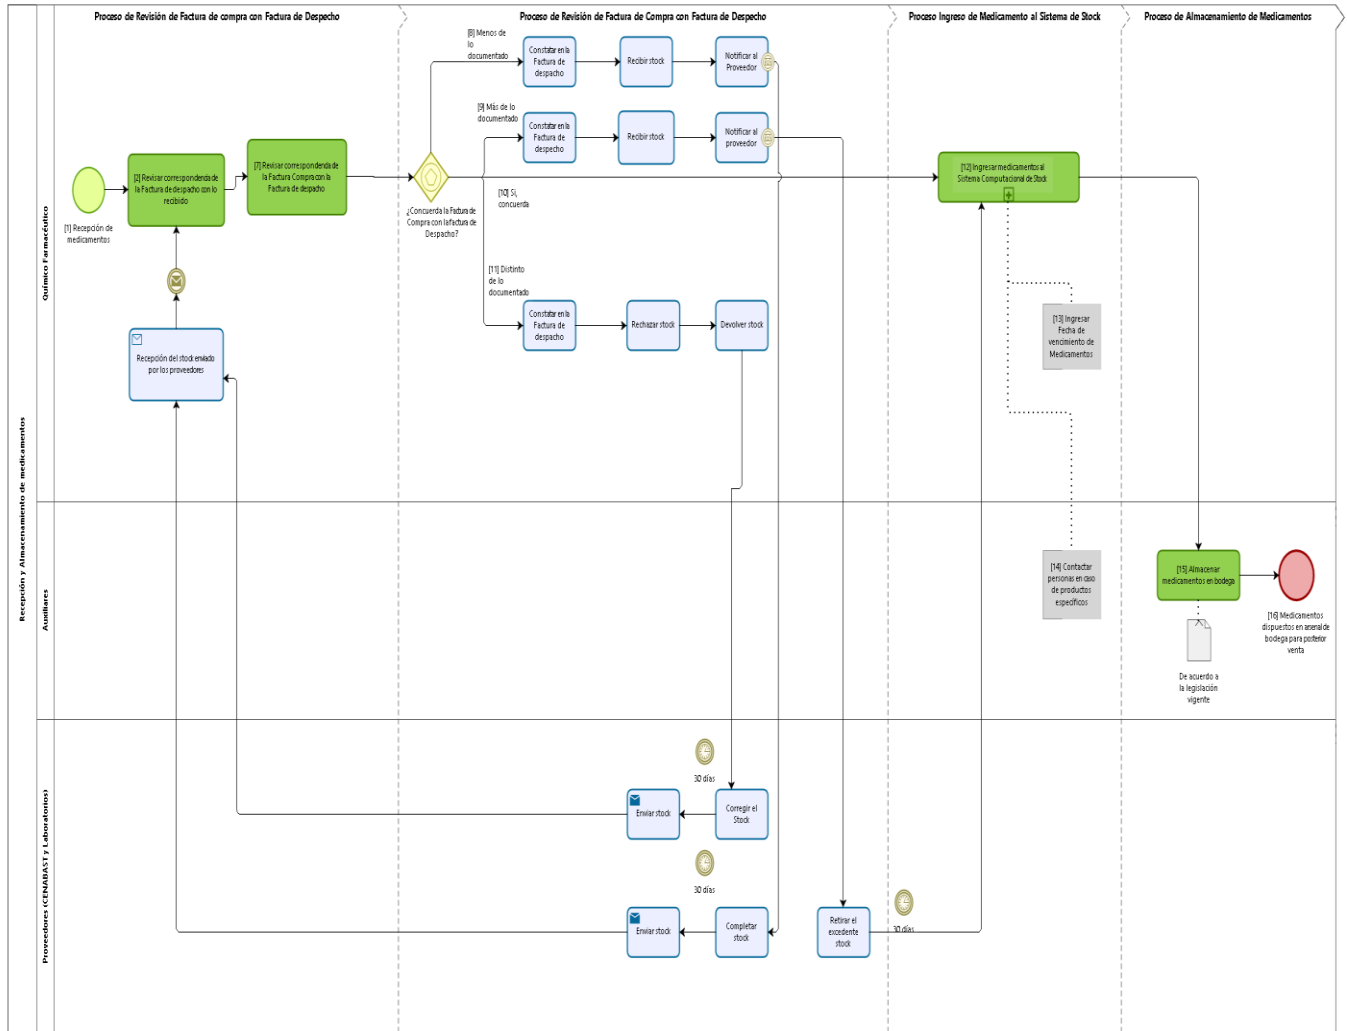 Proceso de Revisión de Factura de compra con Factura de Despecho
Proceso de Revisión de Factura de Compra con Factura de Despecho
Proceso Ingreso de Medicamento al Sistema de Stock
Proceso de Almacenamiento de Medicamentos
Recepción y Almacenamiento de medicamentos
Químico Farmacéutico
[1] Recepción de
medicamentos
[2] Revisar correspondencia de
la Factura de despacho con lo
recibido
[7] Revisar correspondencia de
la Factura Compra con la
Factura de despacho
Recepción del stock enviado
por los proveedores
¿Concuerda la Factura de
Compra con la factura de
Despacho?
[8] Menos de
lo
documentado
Constatar en la
Factura de
despacho
Recibir stock
Notificar al
Proveedor
[9] Más de lo
documentado
Constatar en la
Factura de
despecho
Recibir stock
Notificar al
proveedor
[10] Si,
concuerda
[11] Distinto
de lo
documentado
Constatar en la
Factura de
despacho
Rechazar stock
Devolver stock
[12] Ingresar medicamentos al
Sistema Computacional de Stock
[13] Ingresar
Fecha de
vencimiento de
Medicamentos
Auxiliares
[14] Contactar
personas en caso
de productos
específicos
[15] Almacenar
medicamentos en bodega
De acuerdo a
la legislación
vigente
[16] Medicamentos
dispuestos en arsenal de
bodega para posterior
venta
Proveedores (CENABAST y Laboratorios)
30 días
Enviar stock
Corregir el
Stock
30 días
Enviar stock
Completar
stock
Retirar el
excedente
stock
30 días